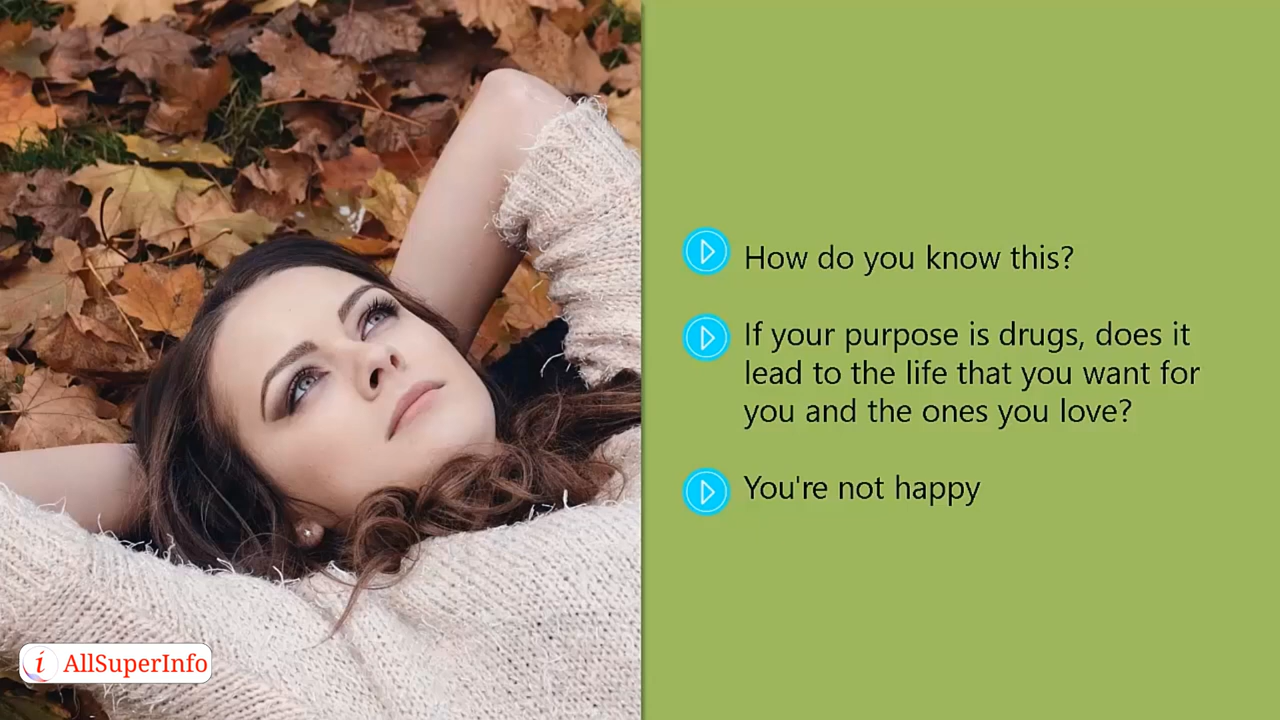 How do you know this?
If your purpose is drugs, does it
lead to the life that you want for
you and the ones you love?
You're not happy
i AllSuperInfo